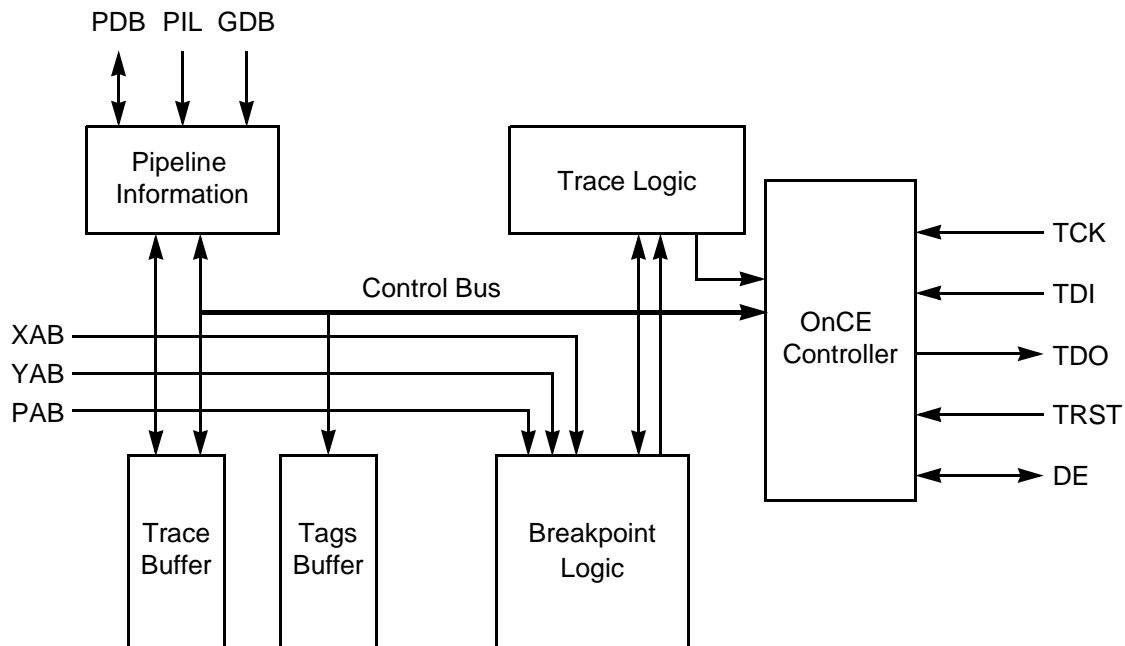 PDB PIL GDB
Pipeline
Information
Trace Logic
TCK
Control Bus
TDI
OnCE
Controller
XAB
TDO
YAB
PAB
TRST
DE
Trace
Buffer
Tags
Buffer
Breakpoint
Logic